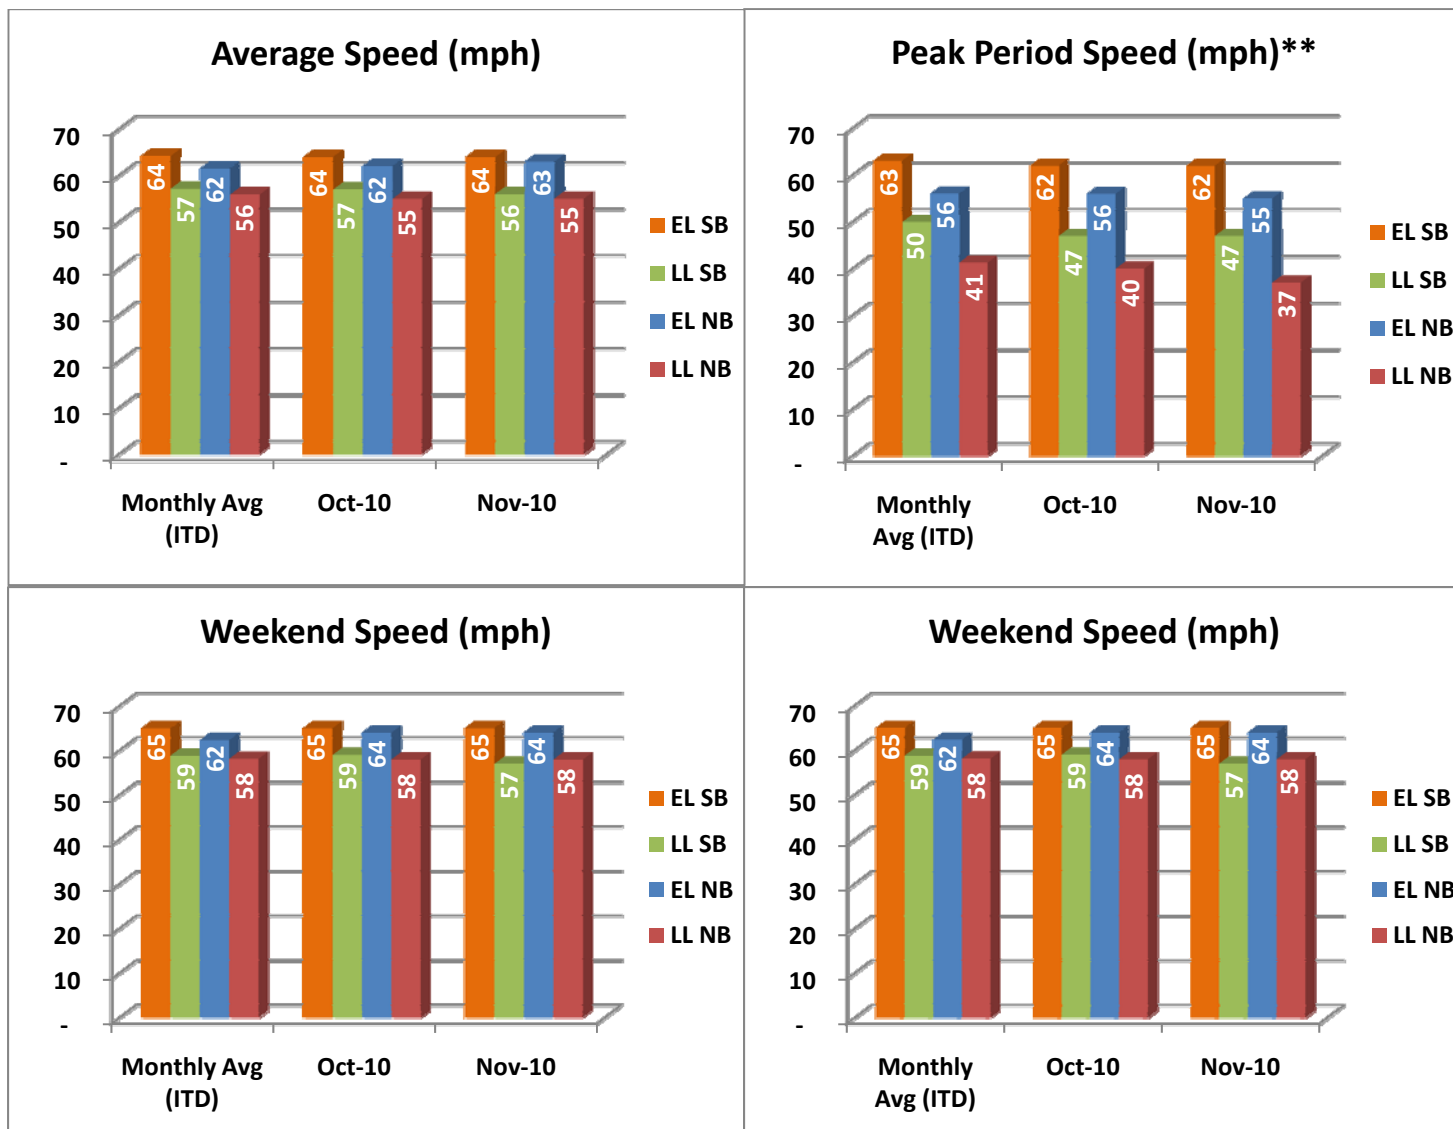 Average Speed (mph)
70
60
50
40
30
20
10
-
64
57
62
56
64
57
62
55
64
56
63
55
Monthly Avg
(ITD)
Oct-10
Nov-10
EL SB
LL SB
EL NB
LL NB
Peak Period Speed (mph)**
70
60
50
40
30
20
10
-
63
50
56
41
62
47
56
40
62
47
55
37
Monthly
Avg (ITD)
Oct-10
Nov-10
EL SB
LL SB
EL NB
LL NB
Weekend Speed (mph)
70
60
50
40
30
20
10
-
65
59
62
58
65
59
64
58
65
57
64
58
Monthly Avg
(ITD)
Oct-10
Nov-10
EL SB
LL SB
EL NB
LL NB
Weekend Speed (mph)
70
60
50
40
30
20
10
-
65
59
62
58
65
59
64
58
65
57
64
58
Monthly
Avg (ITD)
Oct-10
Nov-10
EL SB
LL SB
EL NB
LL NB